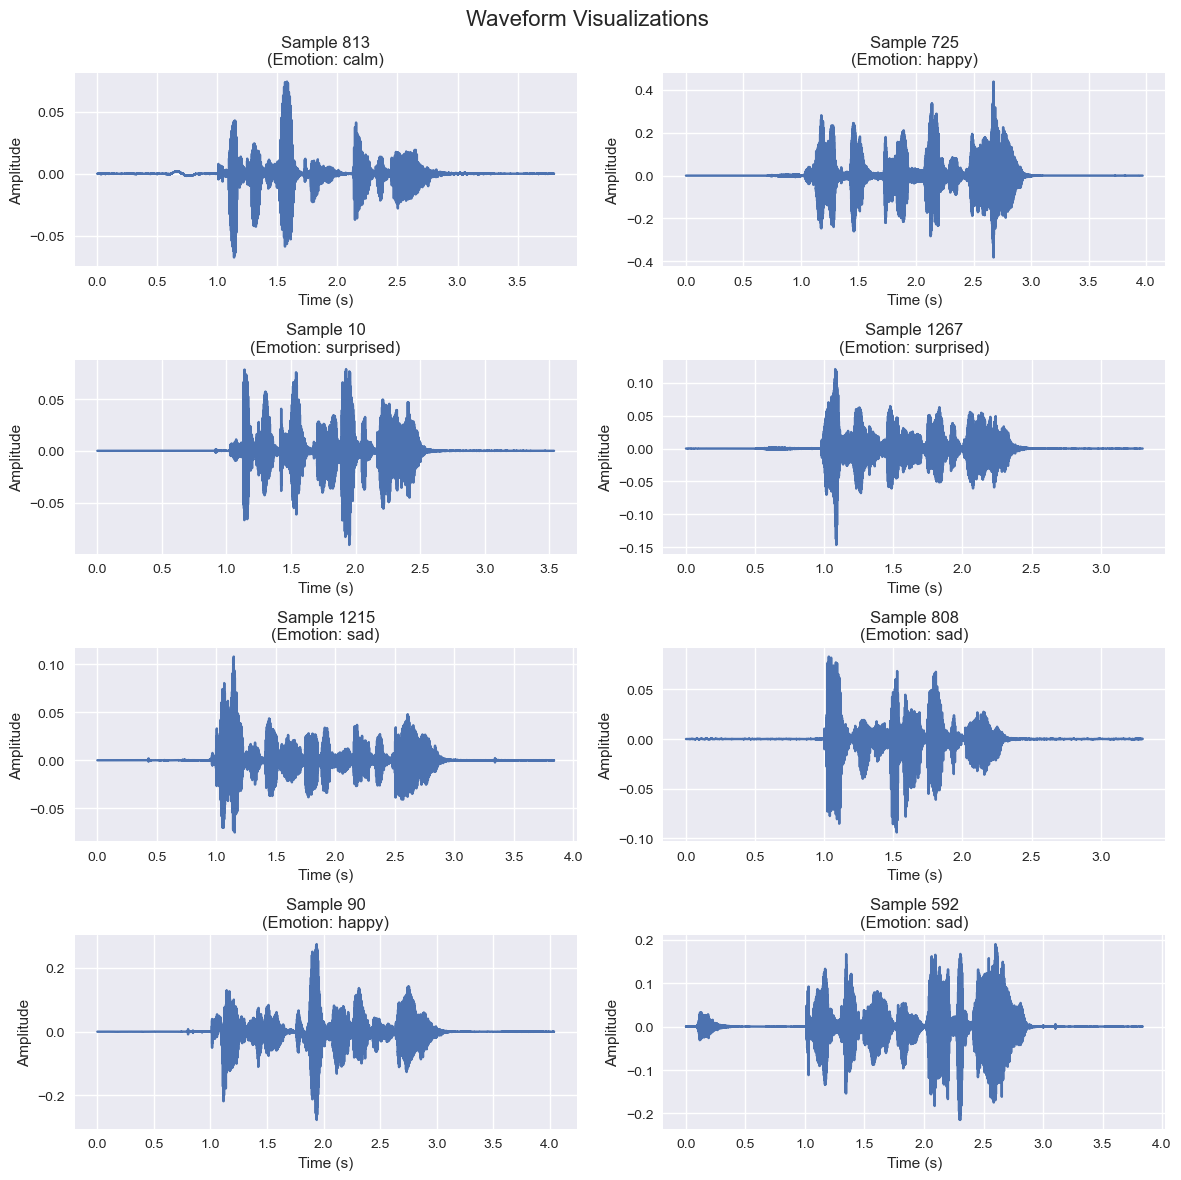 Waveform Visualizations
Sample 813
(Emotion: calm)
0.05
0.00
−0.05
Amplitude
0.0 0.5 1.0 1.5 2.0 2.5 3.0 3.5
Time (s)
Sample 725
(Emotion: happy)
0.4
0.2
0.0
−0.2
−0.4
Amplitude
0.0 0.5 1.0 1.5 2.0 2.5 3.0 3.5 4.0
Time (s)
Sample 10
(Emotion: surprised)
0.05
0.00
−0.05
Amplitude
0.0 0.5 1.0 1.5 2.0 2.5 3.0 3.5
Time (s)
Sample 1267
(Emotion: surprised)
0.10
0.05
0.00
−0.05
−0.10
−0.15
Amplitude
0.0 0.5 1.0 1.5 2.0 2.5 3.0
Time (s)
Sample 1215
(Emotion: sad)
0.10
0.05
0.00
−0.05
Amplitude
0.0 0.5 1.0 1.5 2.0 2.5 3.0 3.5 4.0
Time (s)
Sample 808
(Emotion: sad)
0.05
0.00
−0.05
−0.10
Amplitude
0.0 0.5 1.0 1.5 2.0 2.5 3.0
Time (s)
Sample 90
(Emotion: happy)
0.2
0.0
−0.2
Amplitude
0.0 0.5 1.0 1.5 2.0 2.5 3.0 3.5 4.0
Time (s)
Sample 592
(Emotion: sad)
0.2
0.1
0.0
−0.1
−0.2
Amplitude
0.0 0.5 1.0 1.5 2.0 2.5 3.0 3.5 4.0
Time (s)